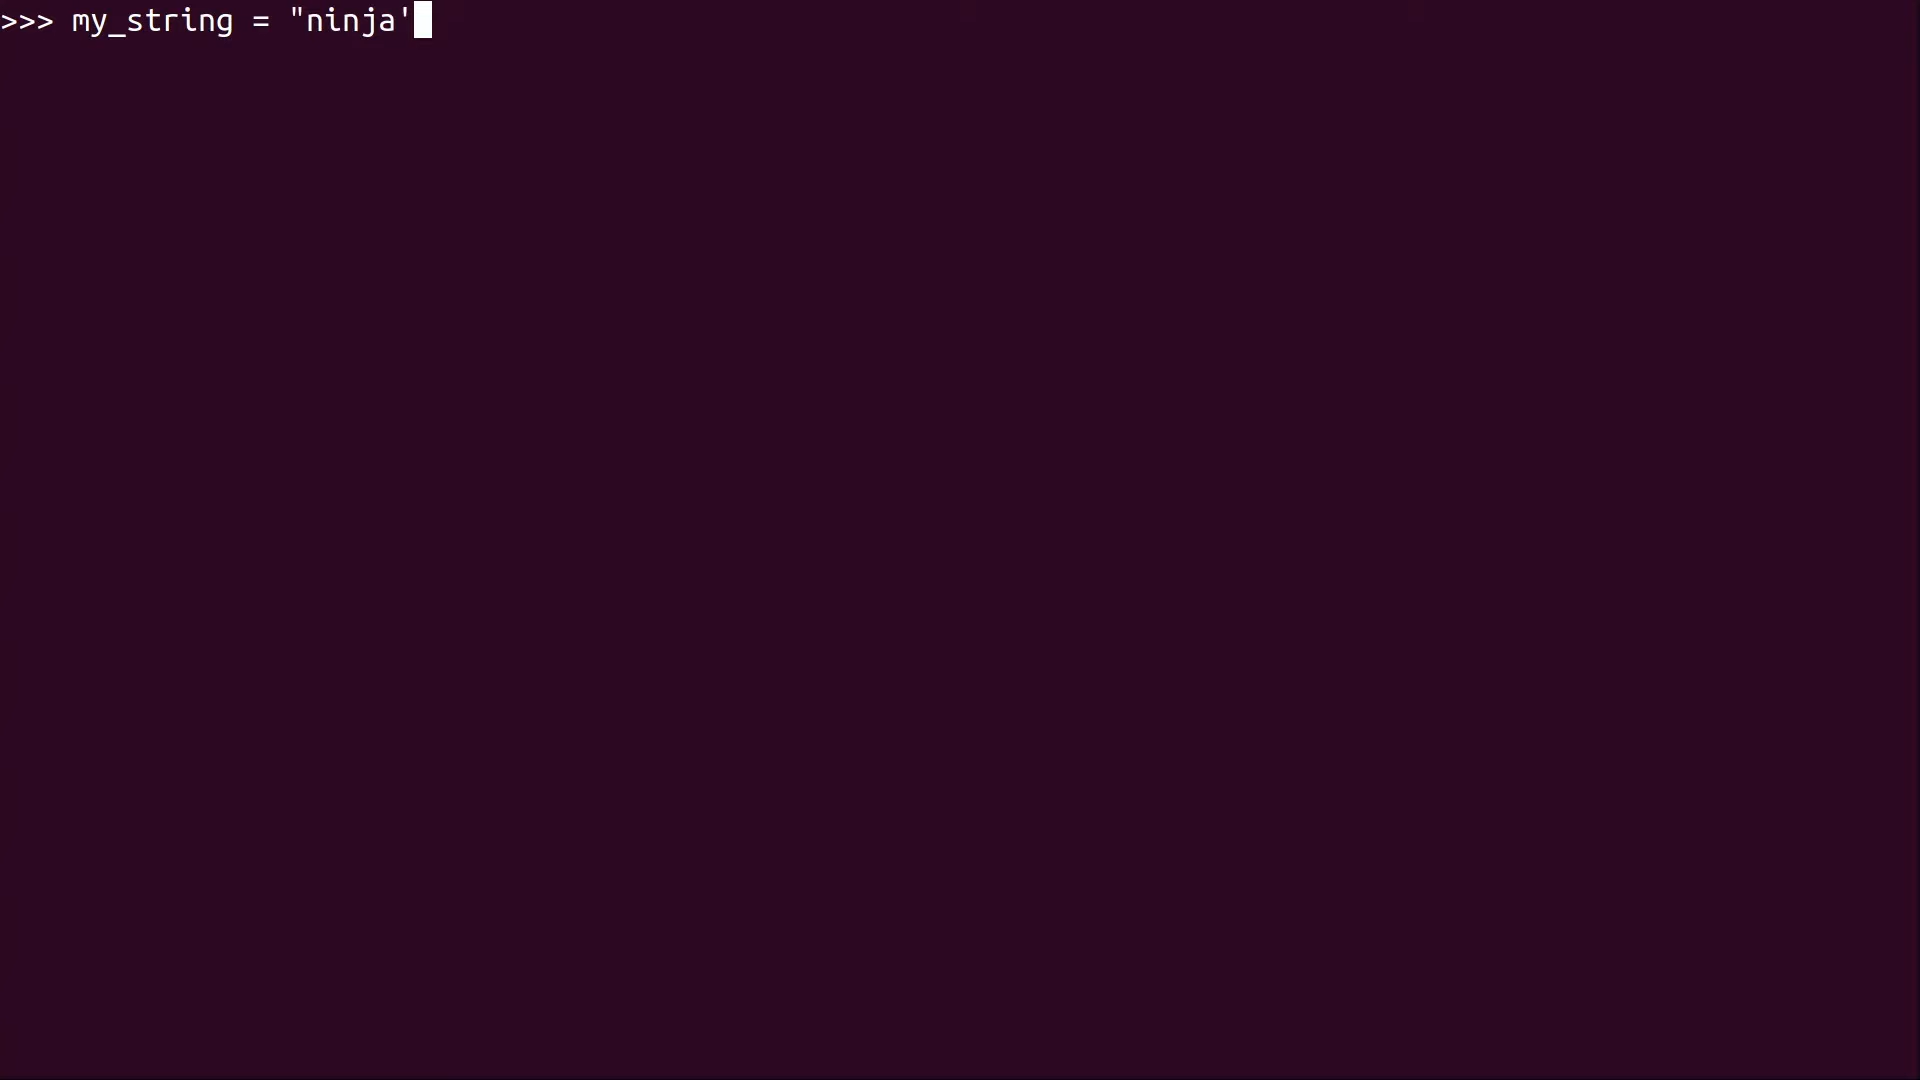 >>> my_string = "ninja'